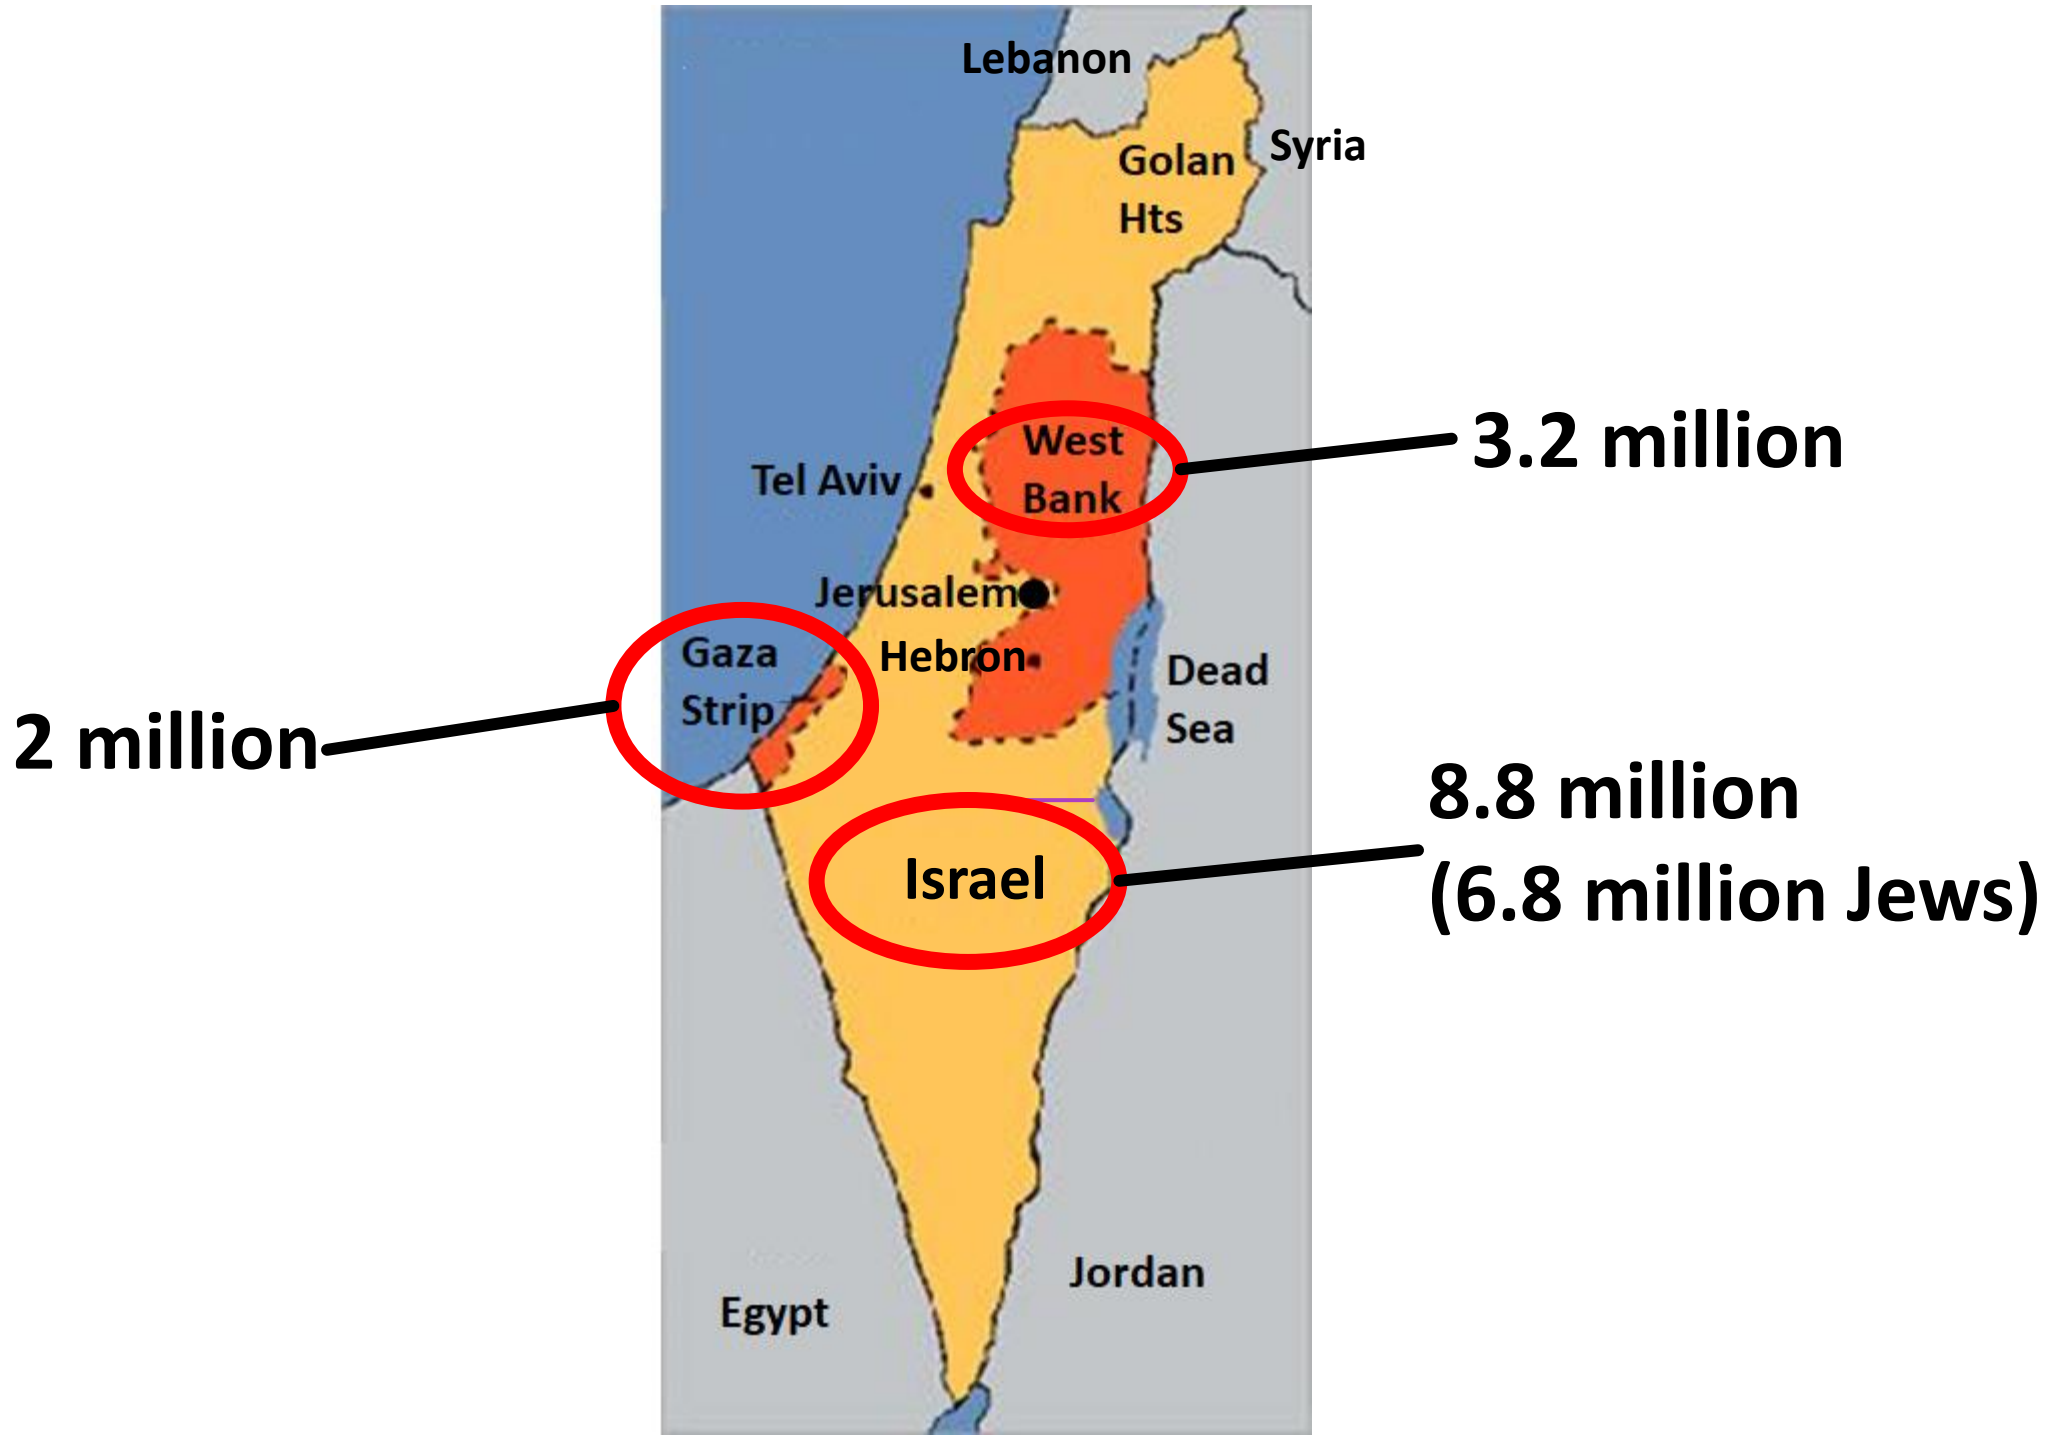 Lebanon
Syria
Golan
Hts
West
Bank
3.2 million
Tel Aviv
Jerusalem
Hebron
Gaza
Strip
2 million
Dead
Sea
8.8 million
(6.8 million Jews)
Israel
Jordan
Egypt